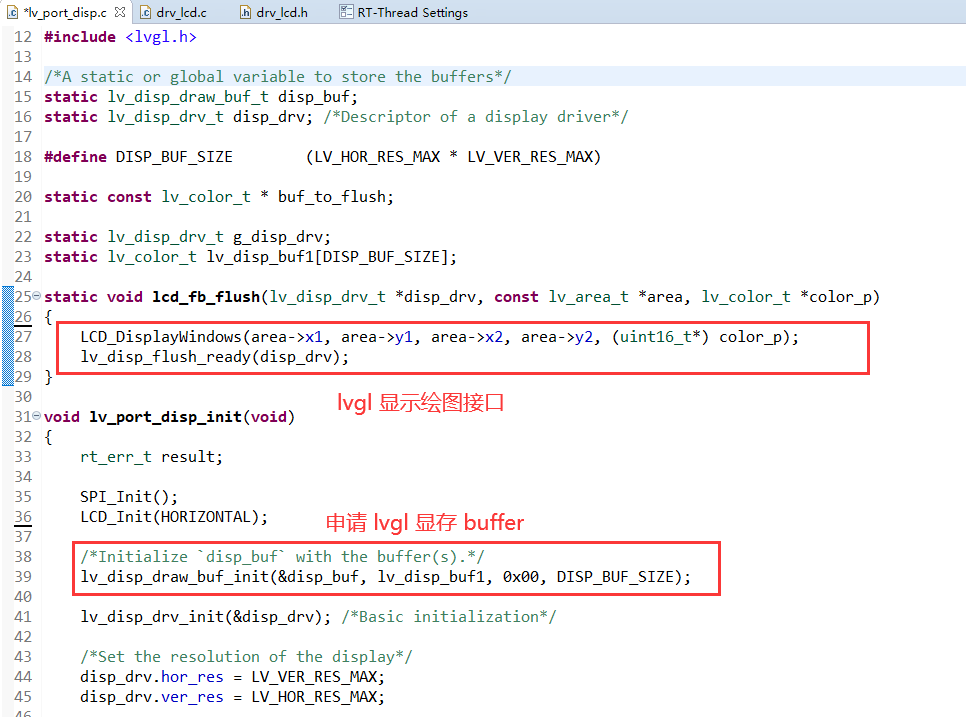 *lv_port_disp.c drv_lcd.c drv_lcd.h RT-Thread Settings
12 #include <lvgl.h>
13
14 /*A static or global variable to store the buffers*/
15 static lv_disp_draw_buf_t disp_buf;
16 static lv_disp_drv_t disp_drv; /*Descriptor of a display driver*/
17
18 #define DISP_BUF_SIZE (LV_HOR_RES_MAX * LV_VER_RES_MAX)
19
20 static const lv_color_t * buf_to_flush;
21
22 static lv_disp_drv_t g_disp_drv;
23 static lv_color_t lv_disp_buf1[DISP_BUF_SIZE];
24
25 static void lcd_fb_flush(lv_disp_drv_t *disp_drv, const lv_area_t *area, lv_color_t *color_p)
26 {
27 LCD_DisplayWindows(area->x1, area->y1, area->x2, area->y2, (uint16_t*) color_p);
28 lv_disp_flush_ready(disp_drv);
29 }
30
lvgl 显示绘图接口
31 void lv_port_disp_init(void)
32 {
33 rt_err_t result;
34
35 SPI_Init();
36 LCD_Init(HORIZONTAL);
申请 lvgl 显存 buffer
37
38 /*Initialize `disp_buf` with the buffer(s).*/
39 lv_disp_draw_buf_init(&disp_buf, lv_disp_buf1, 0x00, DISP_BUF_SIZE);
40
41 lv_disp_drv_init(&disp_drv); /*Basic initialization*/
42
43 /*Set the resolution of the display*/
44 disp_drv.hor_res = LV_VER_RES_MAX;
45 disp_drv.ver_res = LV_HOR_RES_MAX;
46